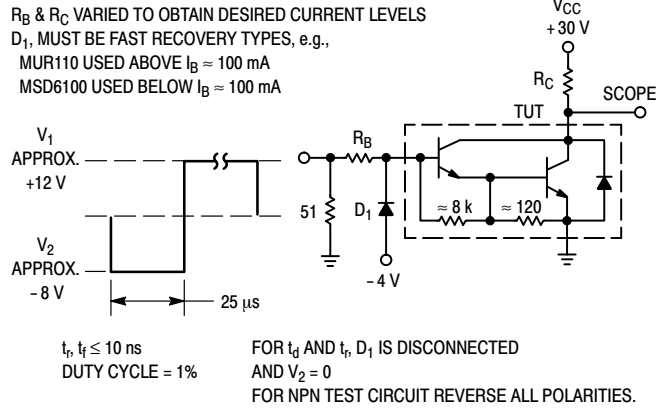 R_B & R_C VARIED TO OBTAIN DESIRED CURRENT LEVELS
D_1, MUST BE FAST RECOVERY TYPES, e.g.,
MUR110 USED ABOVE I_B ≈ 100 mA
MSD6100 USED BELOW I_B ≈ 100 mA
V_CC
+ 30 V
R_C
SCOPE
TUT
V_1
APPROX.
+12 V
R_B
51
D_1
≈ 8 k
≈ 120
V_2
APPROX.
- 8 V
- 4 V
25 µs
t_r, t_f ≤ 10 ns
DUTY CYCLE = 1%
FOR t_d AND t_r, D_1 IS DISCONNECTED
AND V_2 = 0
FOR NPN TEST CIRCUIT REVERSE ALL POLARITIES.